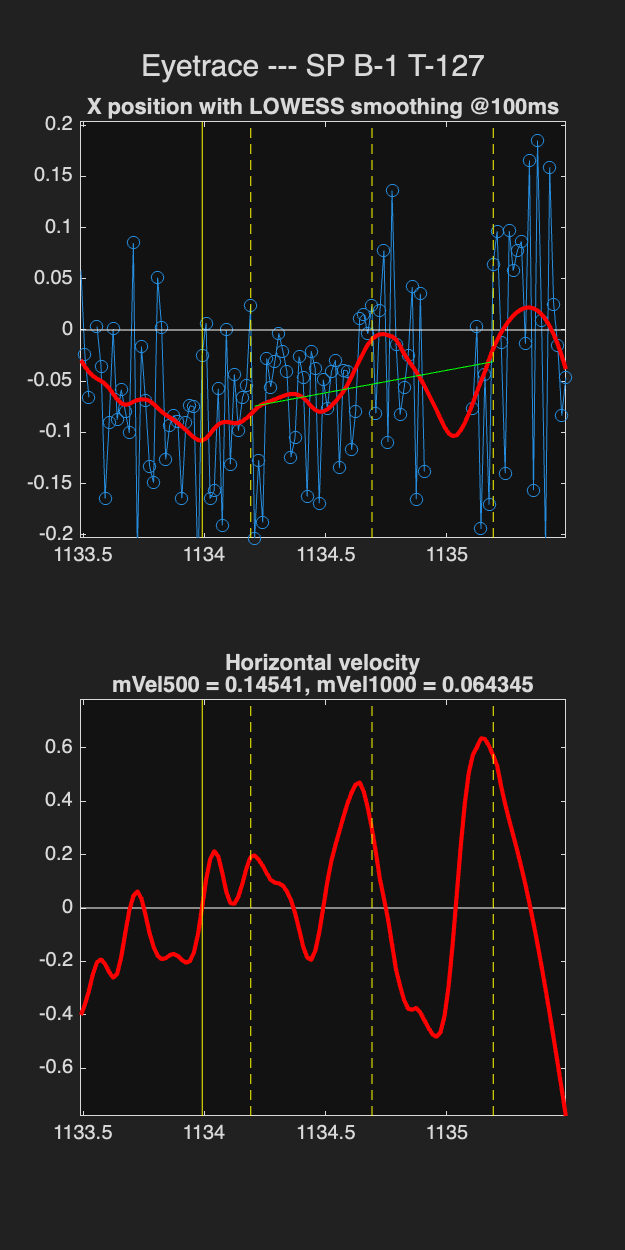 Eyetrace --- SP B-1 T-127
X position with LOWESS smoothing @100ms
0.2
0.15
0.1
0.05
0
-0.05
-0.1
-0.15
-0.2
1133.5 1134 1134.5 1135
Horizontal velocity
mVel500 = 0.14541, mVel1000 = 0.064345
0.6
0.4
0.2
0
-0.2
-0.4
-0.6
1133.5 1134 1134.5 1135